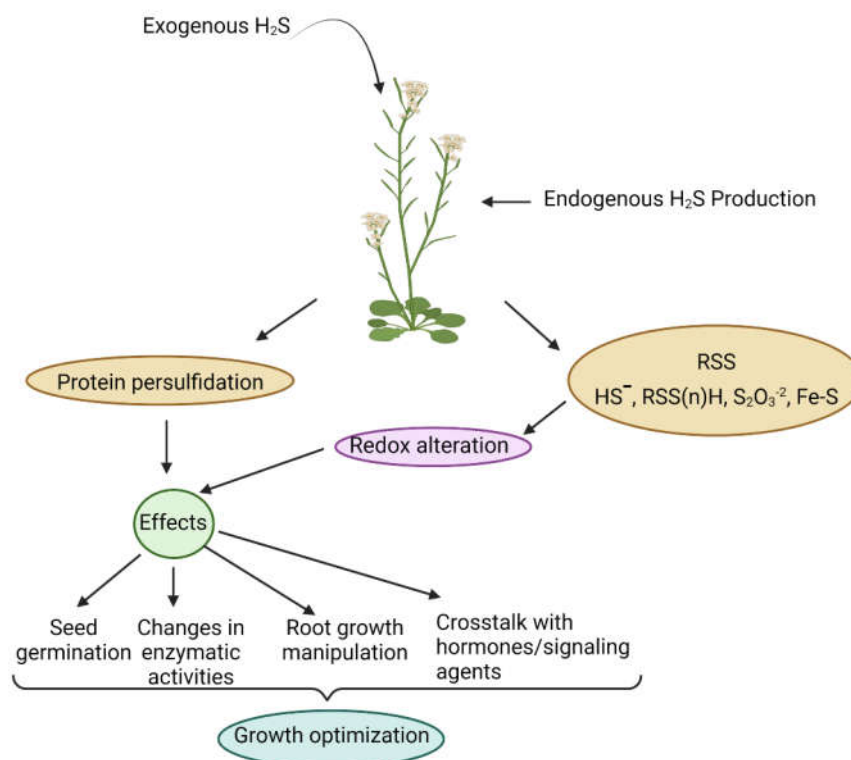 Exogenous H₂S
Endogenous H₂S Production
Protein persulfidation
RSS
HS⁻, RSS(n)H, S₂O₃⁻², Fe-S
Redox alteration
Effects
Seed
germination
Changes in
enzymatic
activities
Root growth
manipulation
Crosstalk with
hormones/signaling
agents
Growth optimization